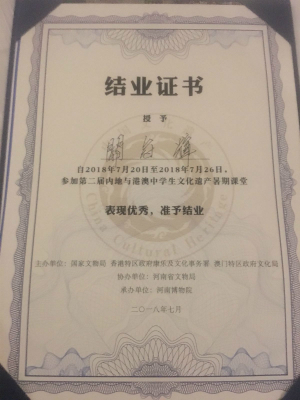 结业证书
授予
自2018年7月20日至2018年7月26日，
参加第二届内地与港澳中学生文化遗产暑期课堂
表现优秀，准予结业
主办单位：国家文物局 香港特区政府康乐及文化事务署 澳门特区政府文化局
协办单位：河南省文物局
承办单位：河南博物院
二〇一八年七月